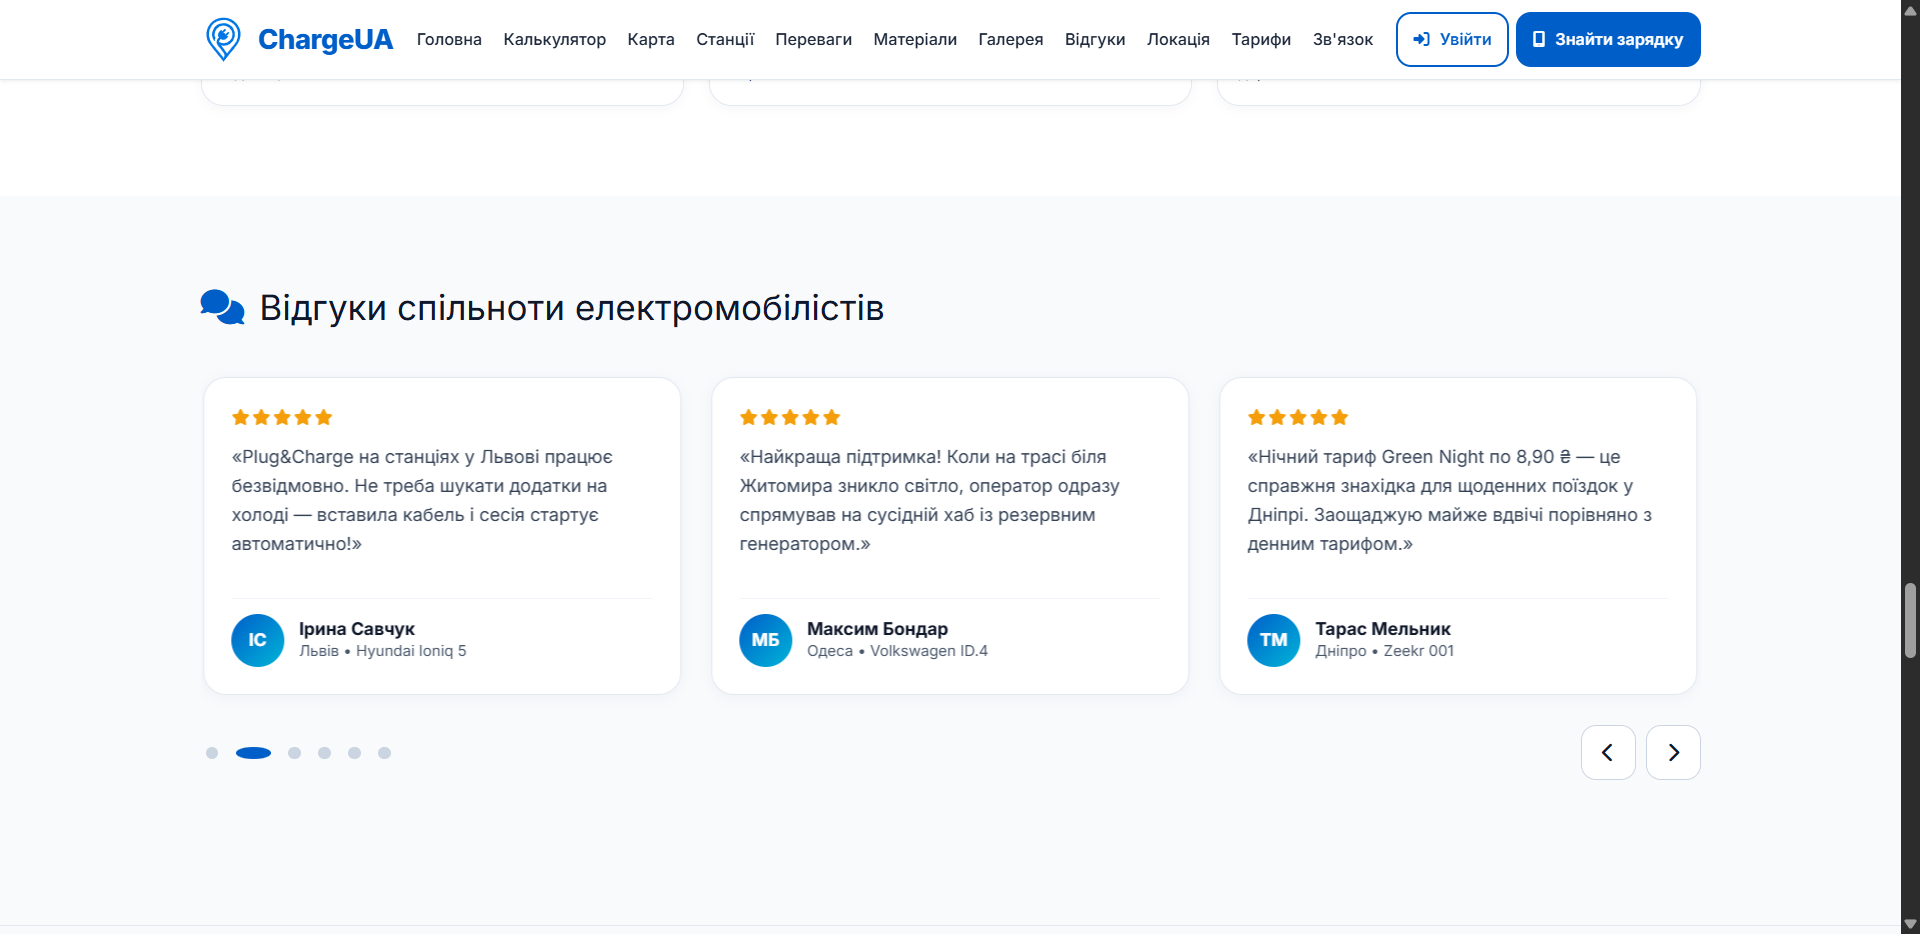 ChargeUA
Головна Калькулятор Карта Станції Переваги Матеріали Галерея Відгуки Локація Тарифи Зв'язок
Увійти
Знайти зарядку
Відгуки спільноти електромобілістів
«Plug&Charge на станціях у Львові працює
безвідмовно. Не треба шукати додатки на
холоді — вставила кабель і сесія стартує
автоматично!»
ІС
Ірина Савчук
Львів • Hyundai Ioniq 5
«Найкраща підтримка! Коли на трасі біля
Житомира зникло світло, оператор одразу
спрямував на сусідній хаб із резервним
генератором.»
МБ
Максим Бондар
Одеса • Volkswagen ID.4
«Нічний тариф Green Night по 8,90 ₴ — це
справжня знахідка для щоденних поїздок у
Дніпрі. Заощаджую майже вдвічі порівняно з
денним тарифом.»
ТМ
Тарас Мельник
Дніпро • Zeekr 001